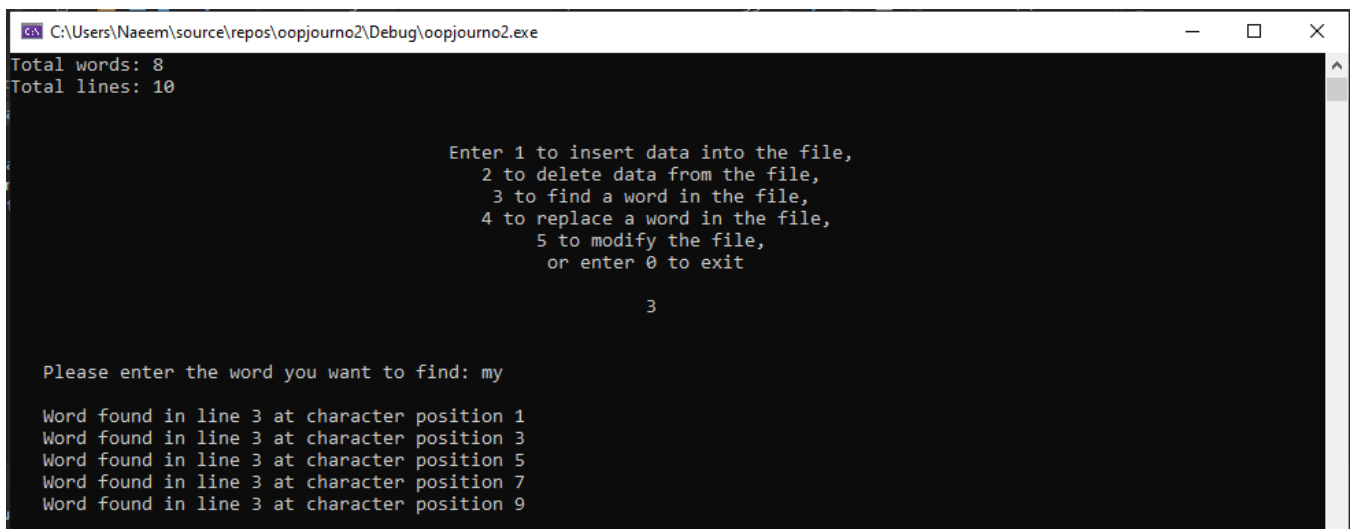 C:\Users\Naeem\source\repos\oopjourno2\Debug\oopjourno2.exe
Total words: 8
Total lines: 10
Enter 1 to insert data into the file,
2 to delete data from the file,
3 to find a word in the file,
4 to replace a word in the file,
5 to modify the file,
or enter 0 to exit
3
Please enter the word you want to find: my
Word found in line 3 at character position 1
Word found in line 3 at character position 3
Word found in line 3 at character position 5
Word found in line 3 at character position 7
Word found in line 3 at character position 9